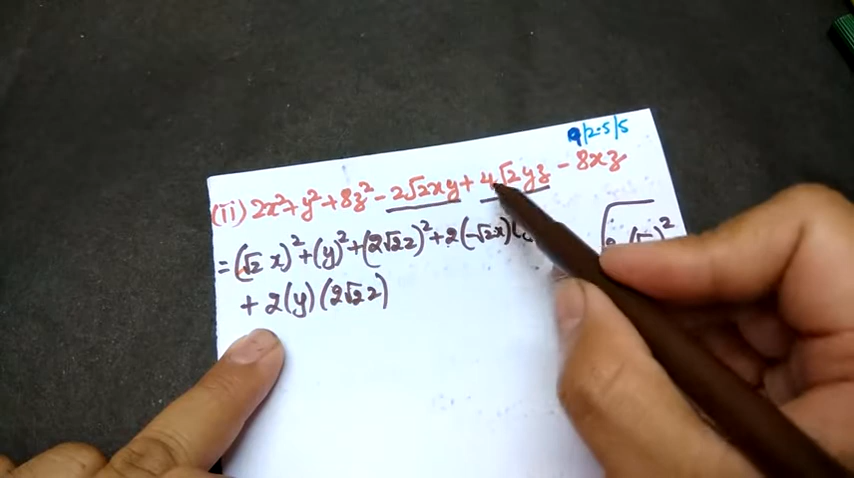 9/2·5/5
(ii) 2x² + y² + 8z² - 2√2xy + 4√2yz - 8xz
= (√2 x)² + (y)² + (2√2z)² + 2(-√2x)(
+ 2(y)(2√2z)